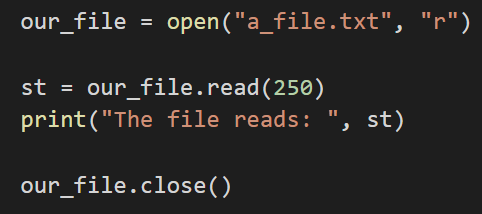 our_file = open("a_file.txt", "r")
st = our_file.read(250)
print("The file reads: ", st)
our_file.close()